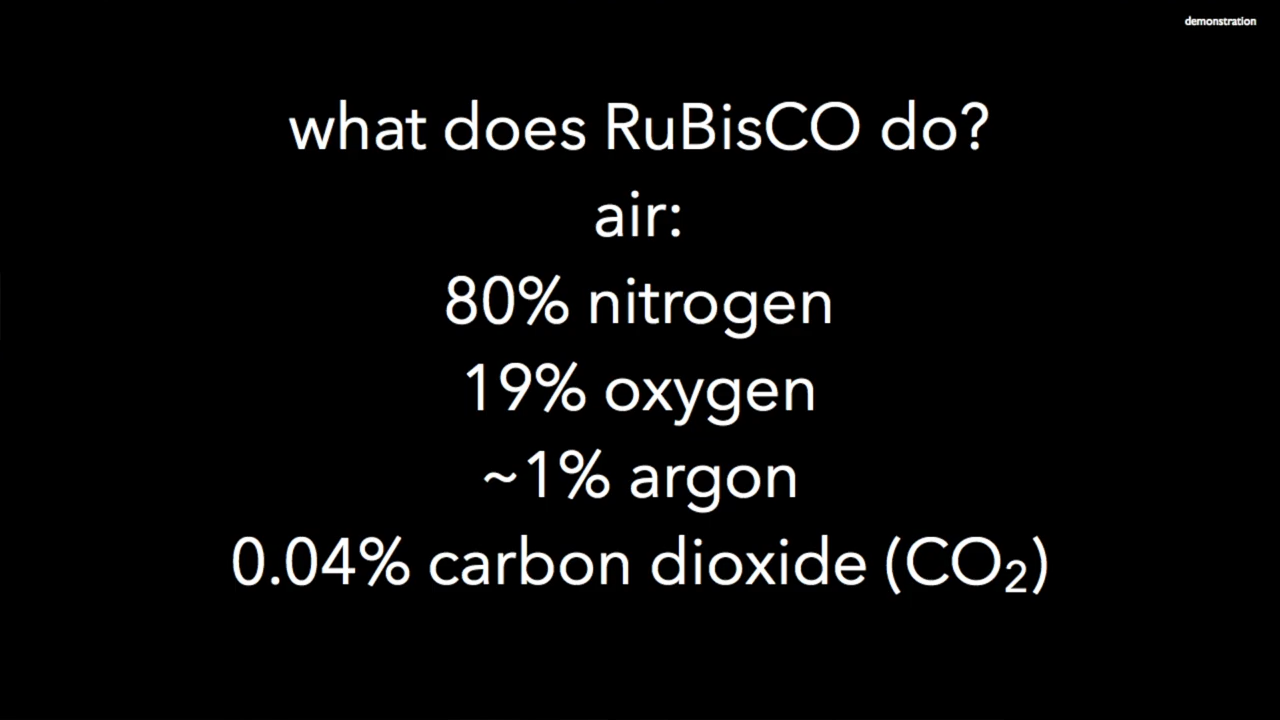 demonstration
what does RuBisCO do?
air:
80% nitrogen
19% oxygen
~1% argon
0.04% carbon dioxide (CO₂)